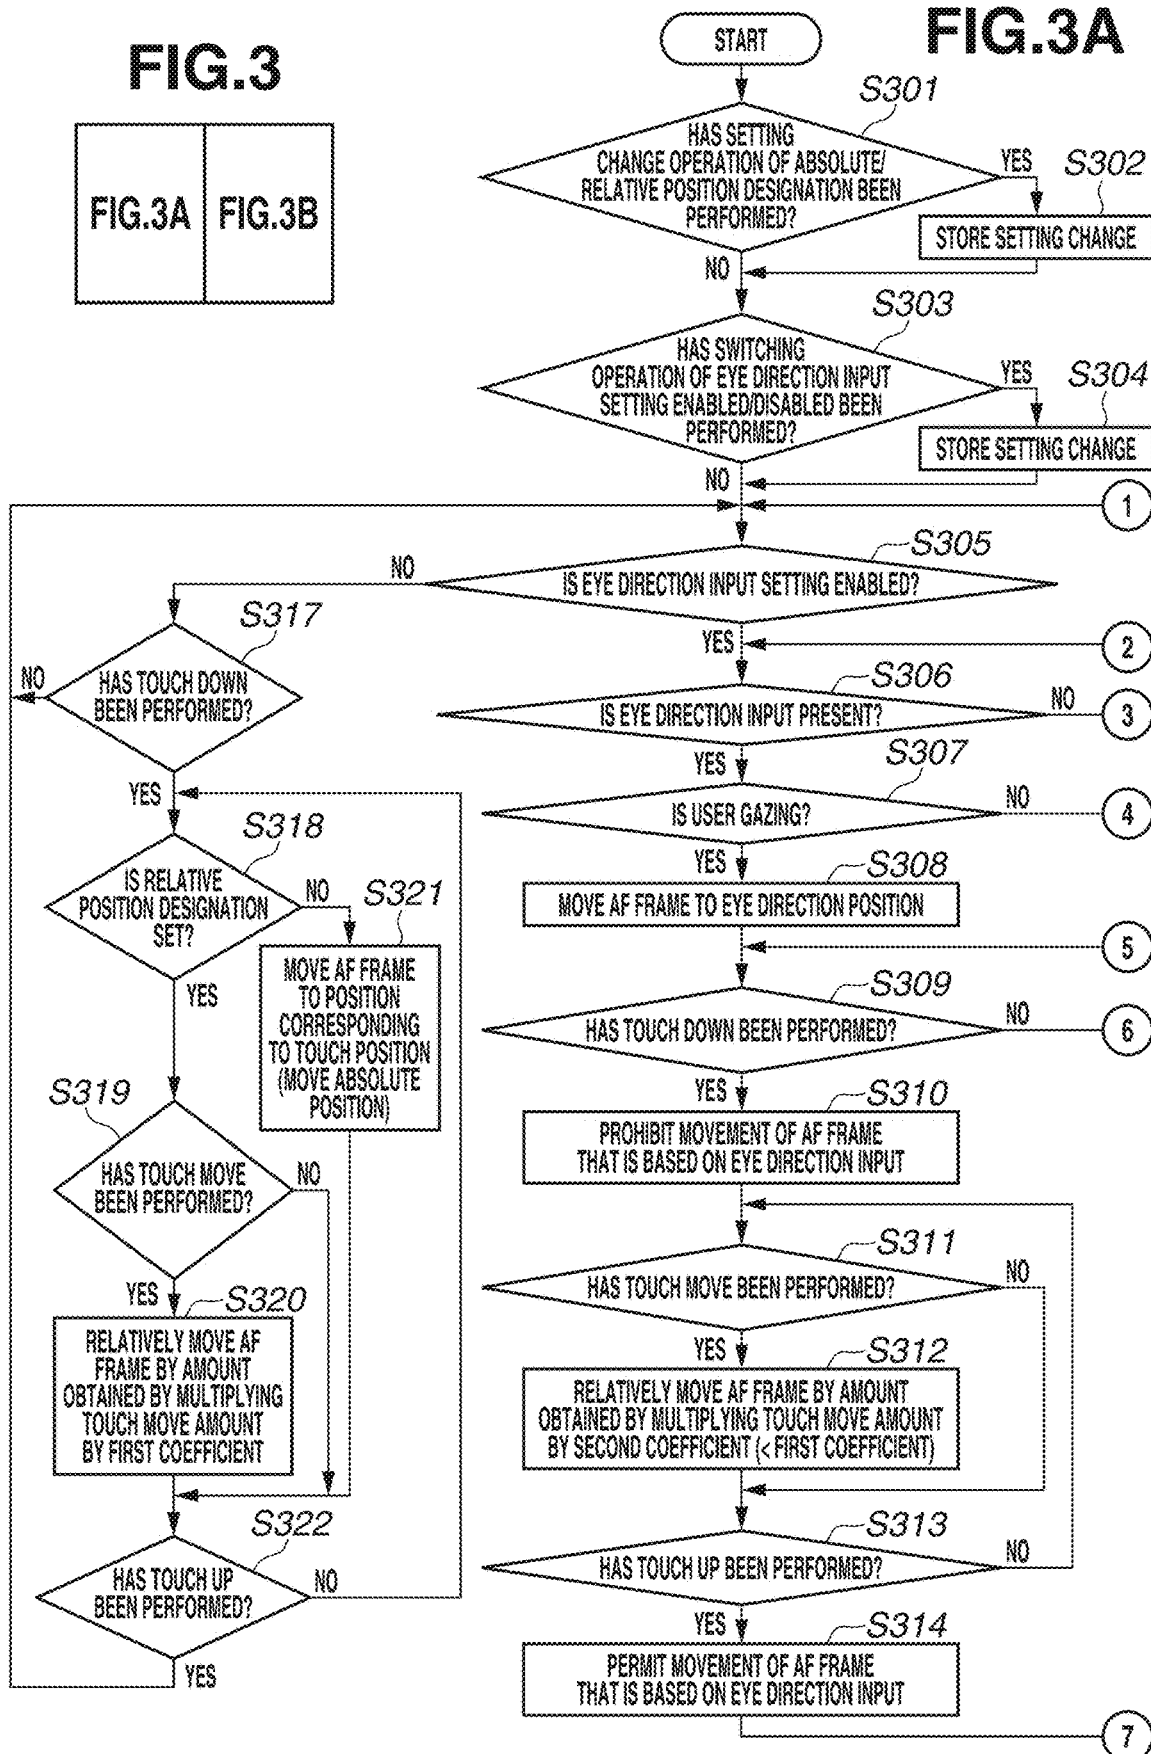 FIG.3
FIG.3A
FIG.3B
FIG.3A
START
S301
HAS SETTING
CHANGE OPERATION OF ABSOLUTE/
RELATIVE POSITION DESIGNATION BEEN
PERFORMED?
YES
S302
STORE SETTING CHANGE
NO
S303
HAS SWITCHING
OPERATION OF EYE DIRECTION INPUT
SETTING ENABLED/DISABLED BEEN
PERFORMED?
YES
S304
STORE SETTING CHANGE
NO
1
S305
IS EYE DIRECTION INPUT SETTING ENABLED?
NO
YES
2
S306
IS EYE DIRECTION INPUT PRESENT?
NO
3
YES
S307
IS USER GAZING?
NO
4
YES
S308
MOVE AF FRAME TO EYE DIRECTION POSITION
5
S309
HAS TOUCH DOWN BEEN PERFORMED?
NO
6
YES
S310
PROHIBIT MOVEMENT OF AF FRAME
THAT IS BASED ON EYE DIRECTION INPUT
S311
HAS TOUCH MOVE BEEN PERFORMED?
NO
YES
S312
RELATIVELY MOVE AF FRAME BY AMOUNT
OBTAINED BY MULTIPLYING TOUCH MOVE AMOUNT
BY SECOND COEFFICIENT (< FIRST COEFFICIENT)
S313
HAS TOUCH UP BEEN PERFORMED?
NO
YES
S314
PERMIT MOVEMENT OF AF FRAME
THAT IS BASED ON EYE DIRECTION INPUT
7
S317
NO
HAS TOUCH DOWN
BEEN PERFORMED?
YES
S318
IS RELATIVE
POSITION DESIGNATION
SET?
NO
S321
MOVE AF FRAME
TO POSITION
CORRESPONDING
TO TOUCH POSITION
(MOVE ABSOLUTE
POSITION)
YES
S319
HAS TOUCH MOVE
BEEN PERFORMED?
NO
YES
S320
RELATIVELY MOVE AF
FRAME BY AMOUNT
OBTAINED BY MULTIPLYING
TOUCH MOVE AMOUNT
BY FIRST COEFFICIENT
S322
HAS TOUCH UP
BEEN PERFORMED?
NO
YES